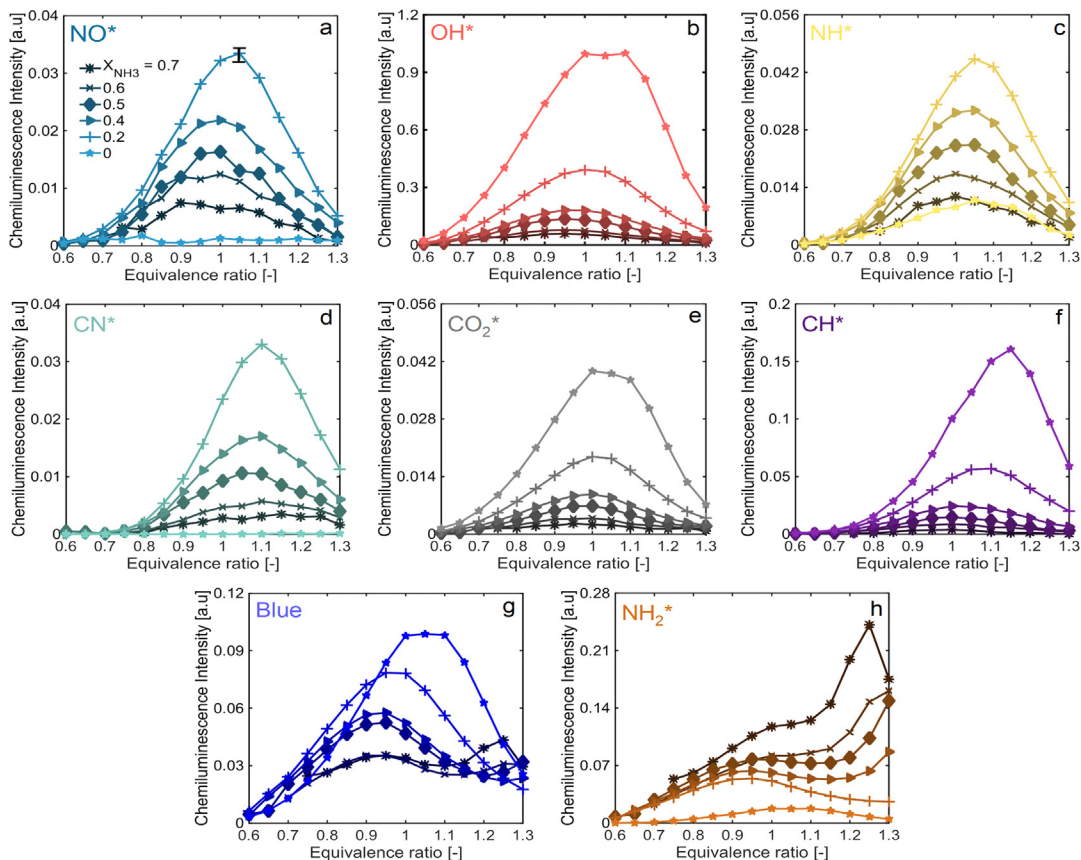 NO*
a
X_NH3 = 0.7
0.6
0.5
0.4
0.2
0
Chemiluminescence Intensity [a.u]
0.04
0.03
0.02
0.01
0
0.6 0.7 0.8 0.9 1 1.1 1.2 1.3
Equivalence ratio [-]
OH*
b
Chemiluminescence Intensity [a.u]
1.2
0.9
0.6
0.3
0
0.6 0.7 0.8 0.9 1 1.1 1.2 1.3
Equivalence ratio [-]
NH*
c
Chemiluminescence Intensity [a.u]
0.056
0.042
0.028
0.014
0
0.6 0.7 0.8 0.9 1 1.1 1.2 1.3
Equivalence ratio [-]
CN*
d
Chemiluminescence Intensity [a.u]
0.04
0.03
0.02
0.01
0
0.6 0.7 0.8 0.9 1 1.1 1.2 1.3
Equivalence ratio [-]
CO₂*
e
Chemiluminescence Intensity [a.u]
0.056
0.042
0.028
0.014
0
0.6 0.7 0.8 0.9 1 1.1 1.2 1.3
Equivalence ratio [-]
CH*
f
Chemiluminescence Intensity [a.u]
0.2
0.15
0.1
0.05
0
0.6 0.7 0.8 0.9 1 1.1 1.2 1.3
Equivalence ratio [-]
Blue
g
Chemiluminescence Intensity [a.u]
0.12
0.09
0.06
0.03
0
0.6 0.7 0.8 0.9 1 1.1 1.2 1.3
Equivalence ratio [-]
NH₂*
h
Chemiluminescence Intensity [a.u]
0.28
0.21
0.14
0.07
0
0.6 0.7 0.8 0.9 1 1.1 1.2 1.3
Equivalence ratio [-]